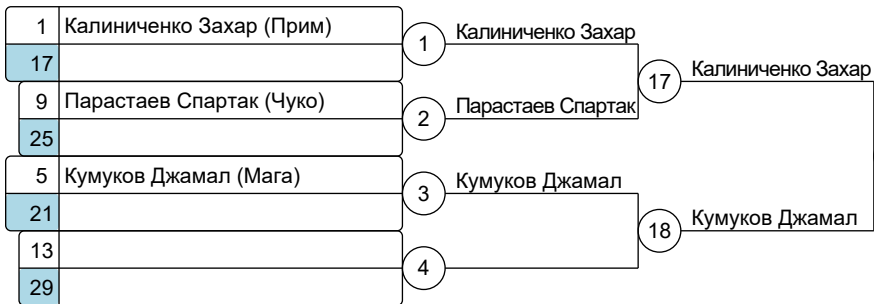 1 Калиниченко Захар (Прим)
17
9 Парастаев Спартак (Чуко)
25
5 Кумуков Джамал (Мага)
21
13
29
1 Калиниченко Захар
2 Парастаев Спартак
3 Кумуков Джамал
4
17 Калиниченко Захар
18 Кумуков Джамал